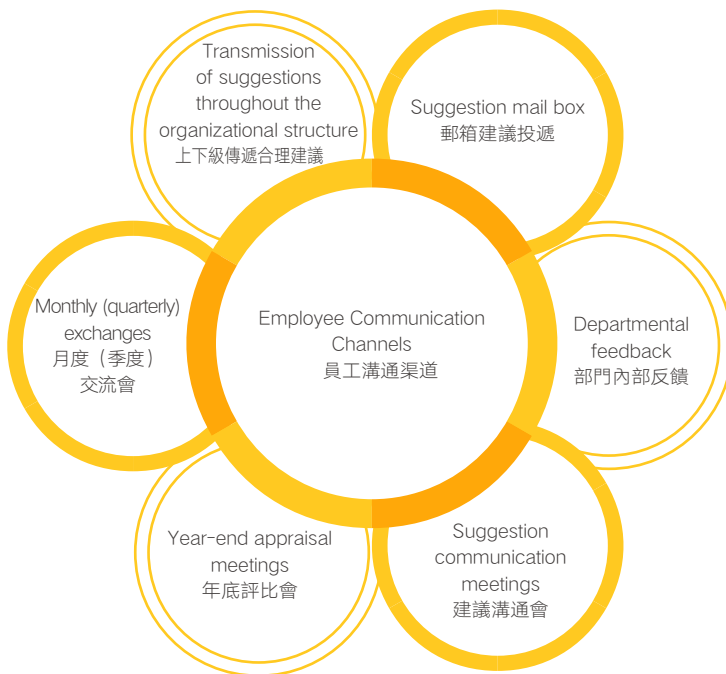 Transmission
of suggestions
throughout the
organizational structure
上下級傳遞合理建議
Suggestion mail box
郵箱建議投遞
Monthly (quarterly)
exchanges
月度（季度）
交流會
Employee Communication
Channels
員工溝通渠道
Departmental
feedback
部門內部反饋
Year-end appraisal
meetings
年底評比會
Suggestion
communication
meetings
建議溝通會